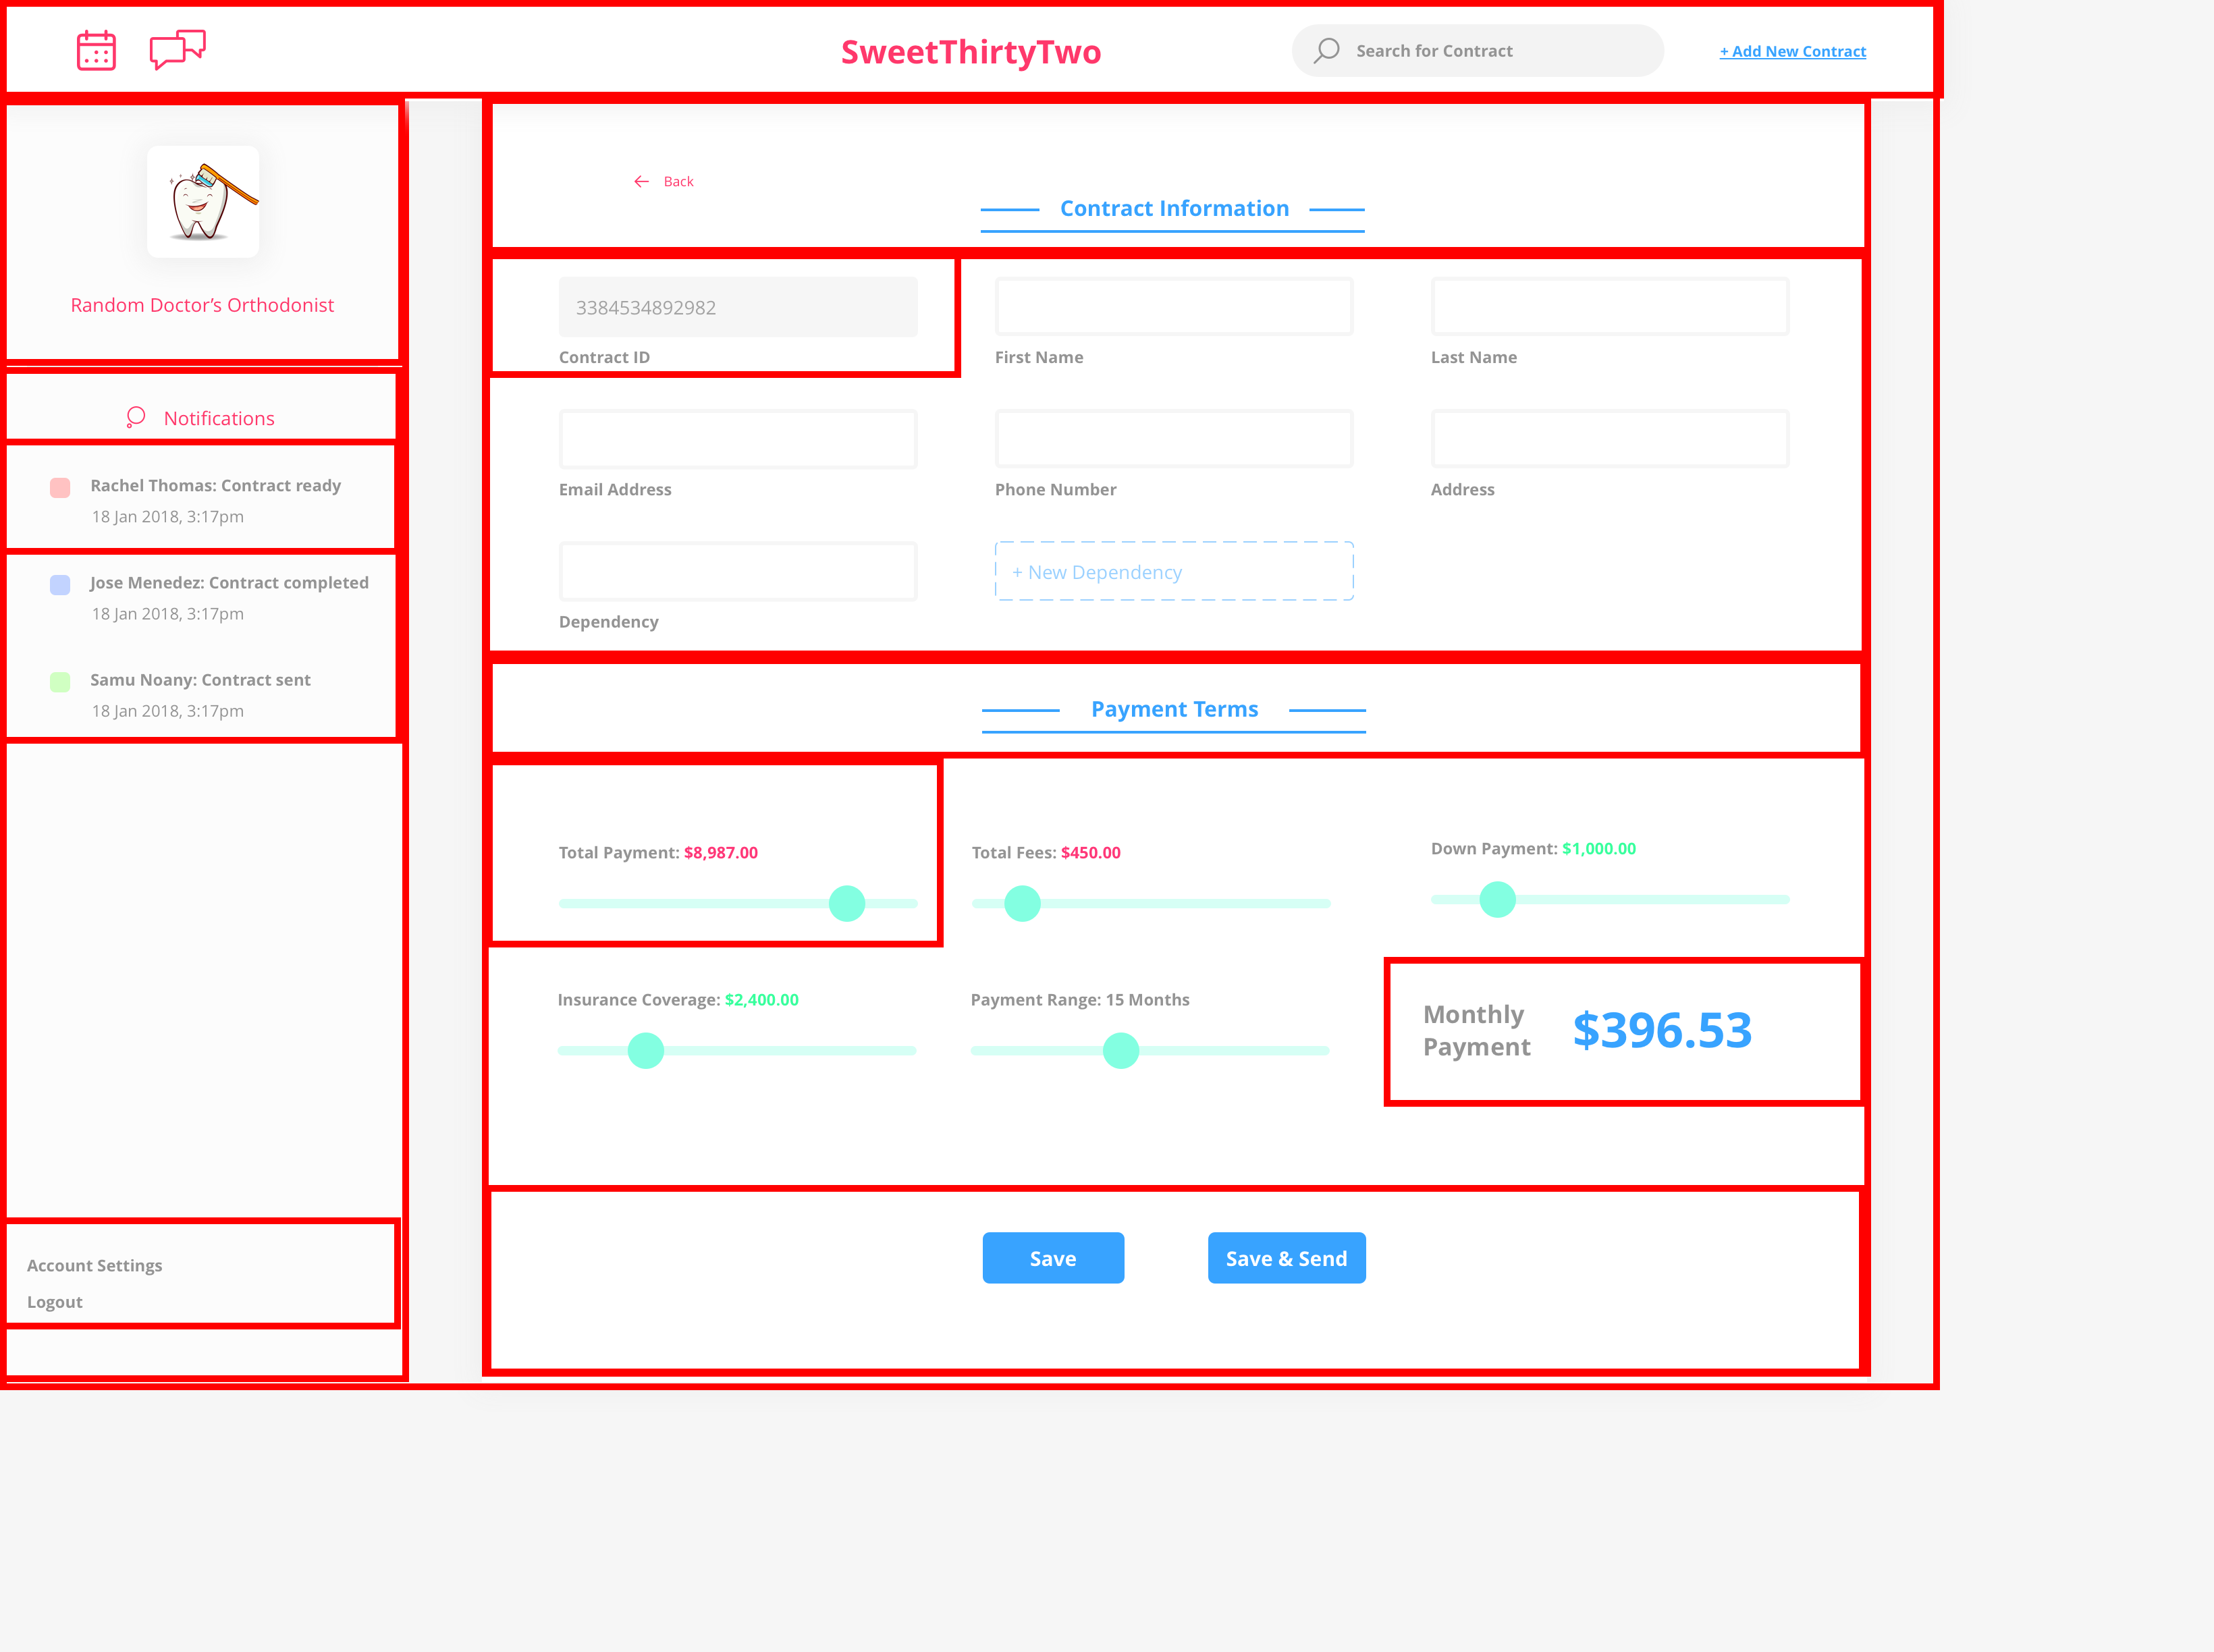 SweetThirtyTwo
Search for Contract
+ Add New Contract
Random Doctor’s Orthodonist
Notifications
Rachel Thomas: Contract ready
18 Jan 2018, 3:17pm
Jose Menedez: Contract completed
18 Jan 2018, 3:17pm
Samu Noany: Contract sent
18 Jan 2018, 3:17pm
Account Settings
Logout
Back
Contract Information
3384534892982
Contract ID
First Name
Last Name
Email Address
Phone Number
Address
+ New Dependency
Dependency
Payment Terms
Total Payment: $8,987.00
Total Fees: $450.00
Down Payment: $1,000.00
Insurance Coverage: $2,400.00
Payment Range: 15 Months
Monthly
Payment
$396.53
Save
Save & Send